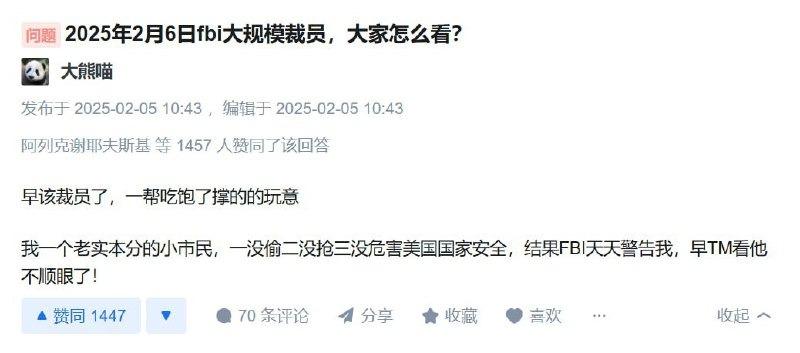 问题 2025年2月6日fbi大规模裁员，大家怎么看？
大熊喵
发布于 2025-02-05 10:43 ，编辑于 2025-02-05 10:43
阿列克谢耶夫斯基 等 1457 人赞同了该回答
早该裁员了，一帮吃饱了撑的的玩意
我一个老实本分的小市民，一没偷二没抢三没危害美国国家安全，结果FBI天天警告我，早TM看他
不顺眼了！
赞同 1447 70 条评论 分享 收藏 喜欢 ··· 收起